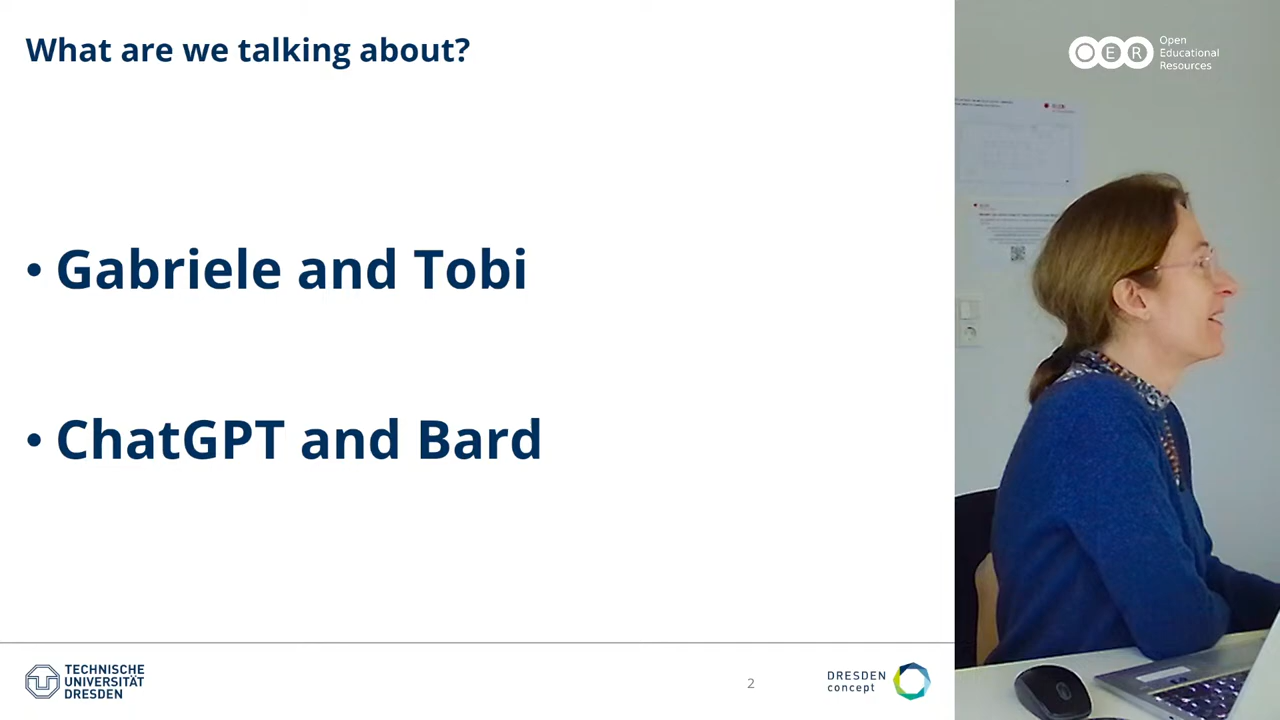 What are we talking about?
• Gabriele and Tobi
• ChatGPT and Bard
TECHNISCHE
UNIVERSITÄT
DRESDEN
2
DRESDEN
concept
OER
Open
Educational
Resources